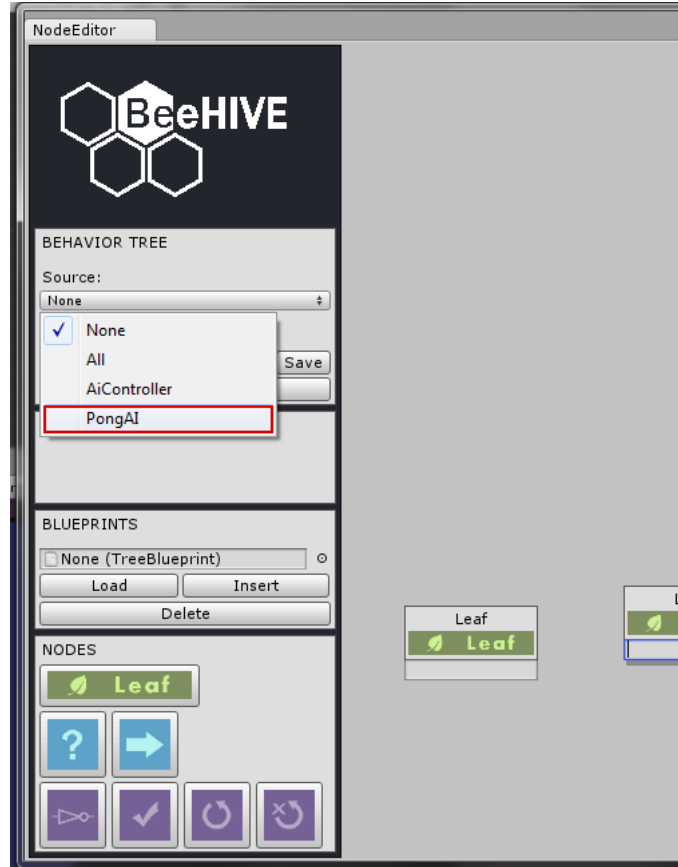 NodeEditor
BeeHIVE
BEHAVIOR TREE
Source:
None
None
All
Save
AiController
PongAI
BLUEPRINTS
None (TreeBlueprint)
Load
Insert
Delete
NODES
Leaf
?
Leaf
Leaf